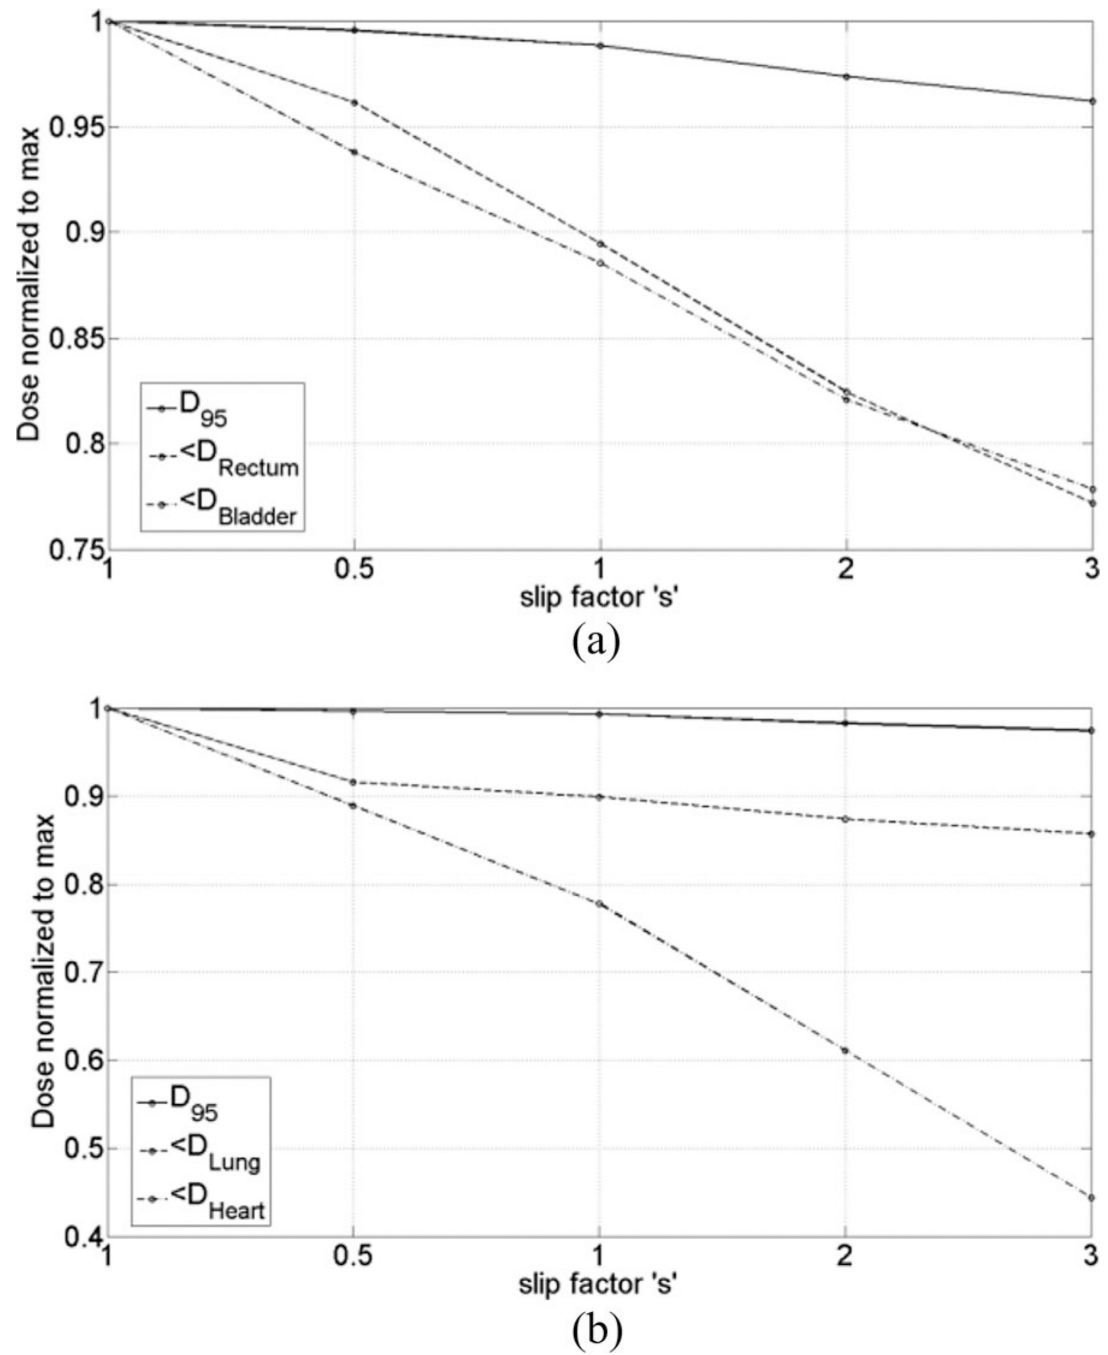 1
0.95
0.9
0.85
0.8
0.75
Dose normalized to max
D95
<DRectum
<DBladder
1 0.5 1 2 3
slip factor 's'
(a)
1
0.9
0.8
0.7
0.6
0.5
0.4
Dose normalized to max
D95
<DLung
<DHeart
1 0.5 1 2 3
slip factor 's'
(b)